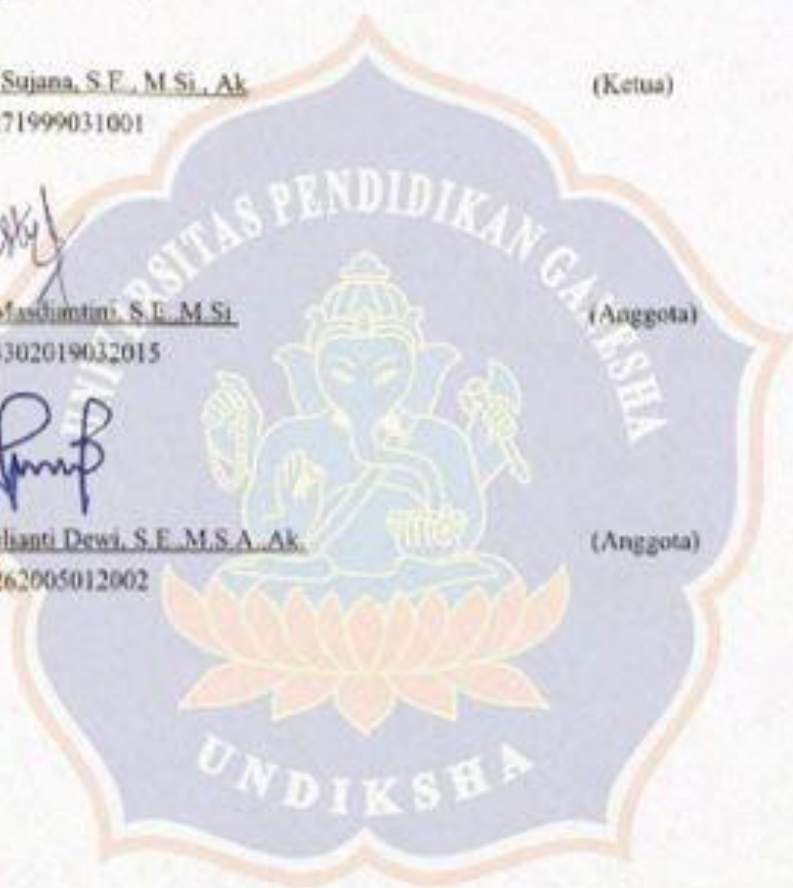 Sujana, S.E., M.Si., Ak (Ketua)
71999031001
UNIVERSITAS PENDIDIKAN GANESHA
Masdiantini, S.E.,M.Si (Anggota)
302019032015
lianti Dewi, S.E.,M.S.A.,Ak. (Anggota)
262005012002
UNDIKSHA